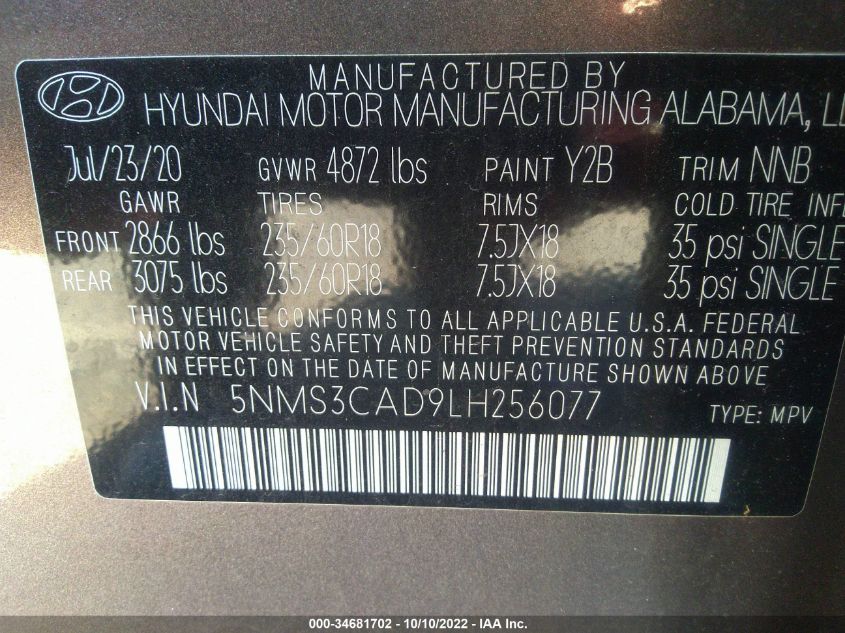 MANUFACTURED BY
HYUNDAI MOTOR MANUFACTURING ALABAMA,
Jul/23/20 GVWR 4872 lbs PAINT Y2B TRIM NNB
GAWR TIRES RIMS COLD TIRE
FRONT 2866 lbs 235/60R18 7.5JX18 35 psi SINGLE
REAR 3075 lbs 235/60R18 7.5JX18 35 psi SINGLE
THIS VEHICLE CONFORMS TO ALL APPLICABLE U.S.A. FEDERAL
MOTOR VEHICLE SAFETY AND THEFT PREVENTION STANDARDS
IN EFFECT ON THE DATE OF MANUFACTURE SHOWN ABOVE
V.I.N 5NMS3CAD9LH256077 TYPE: MPV
000-34681702 - 10/10/2022 - IAA Inc.